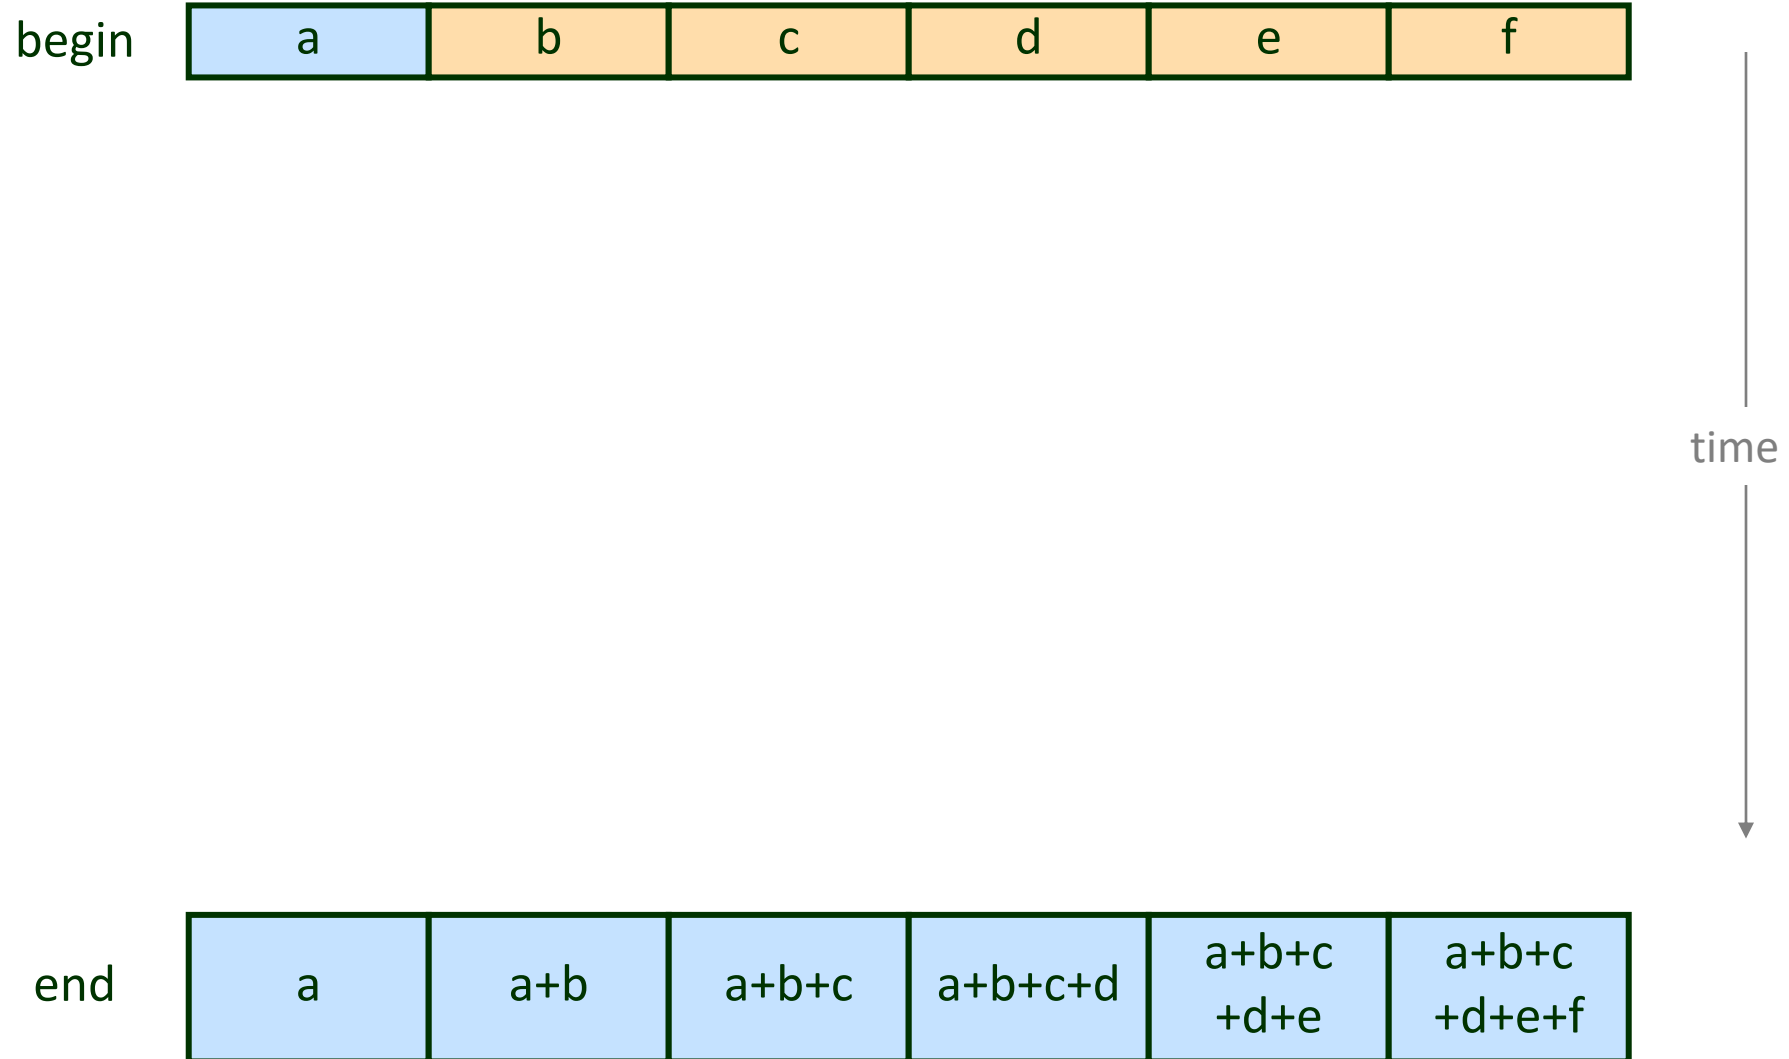 begin a b c d e f
time
end a a+b a+b+c a+b+c+d a+b+c
+d+e a+b+c
+d+e+f